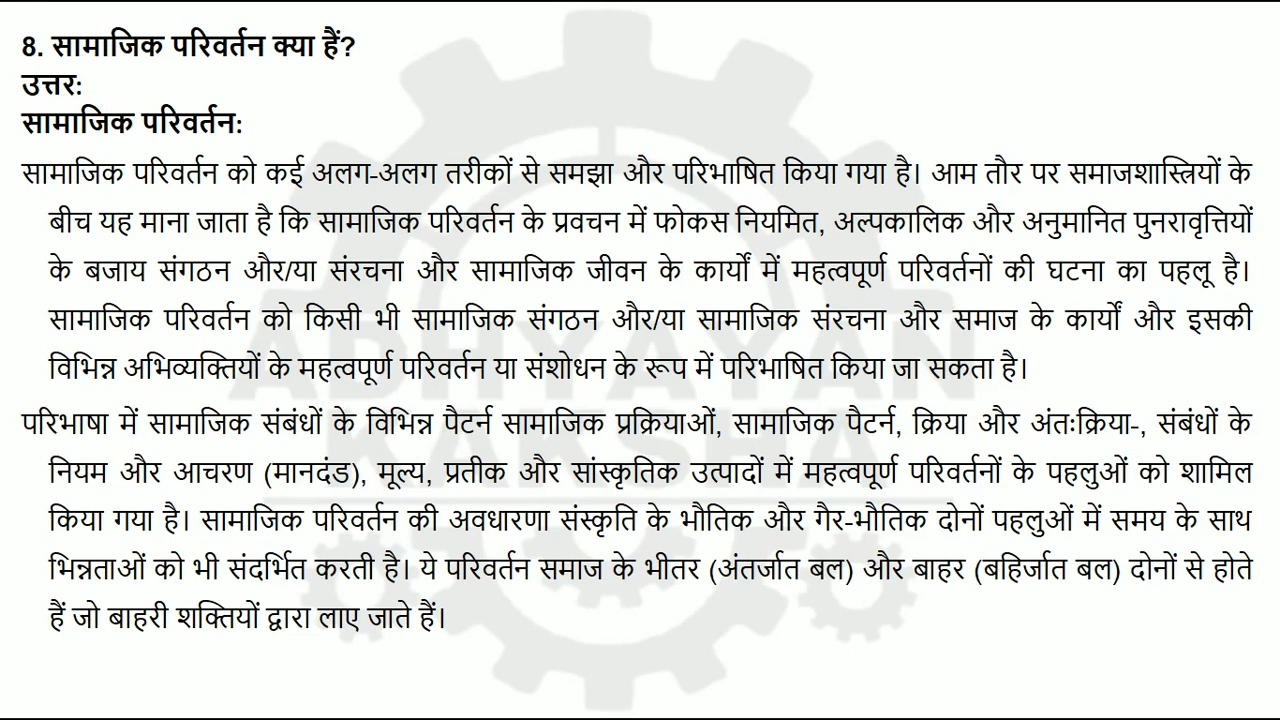 8. सामाजिक परिवर्तन क्या हैं?
उत्तर:
सामाजिक परिवर्तन:
सामाजिक परिवर्तन को कई अलग-अलग तरीकों से समझा और परिभाषित किया गया है। आम तौर पर समाजशास्त्रियों के
बीच यह माना जाता है कि सामाजिक परिवर्तन के प्रवचन में फोकस नियमित, अल्पकालिक और अनुमानित पुनरावृत्तियों
के बजाय संगठन और/या संरचना और सामाजिक जीवन के कार्यों में महत्वपूर्ण परिवर्तनों की घटना का पहलू है।
सामाजिक परिवर्तन को किसी भी सामाजिक संगठन और/या सामाजिक संरचना और समाज के कार्यों और इसकी
विभिन्न अभिव्यक्तियों के महत्वपूर्ण परिवर्तन या संशोधन के रूप में परिभाषित किया जा सकता है।
परिभाषा में सामाजिक संबंधों के विभिन्न पैटर्न सामाजिक प्रक्रियाओं, सामाजिक पैटर्न, क्रिया और अंतःक्रिया-, संबंधों के
नियम और आचरण (मानदंड), मूल्य, प्रतीक और सांस्कृतिक उत्पादों में महत्वपूर्ण परिवर्तनों के पहलुओं को शामिल
किया गया है। सामाजिक परिवर्तन की अवधारणा संस्कृति के भौतिक और गैर-भौतिक दोनों पहलुओं में समय के साथ
भिन्नताओं को भी संदर्भित करती है। ये परिवर्तन समाज के भीतर (अंतर्जात बल) और बाहर (बहिर्जात बल) दोनों से होते
हैं जो बाहरी शक्तियों द्वारा लाए जाते हैं।
ADHYAYAN
KAKSHA